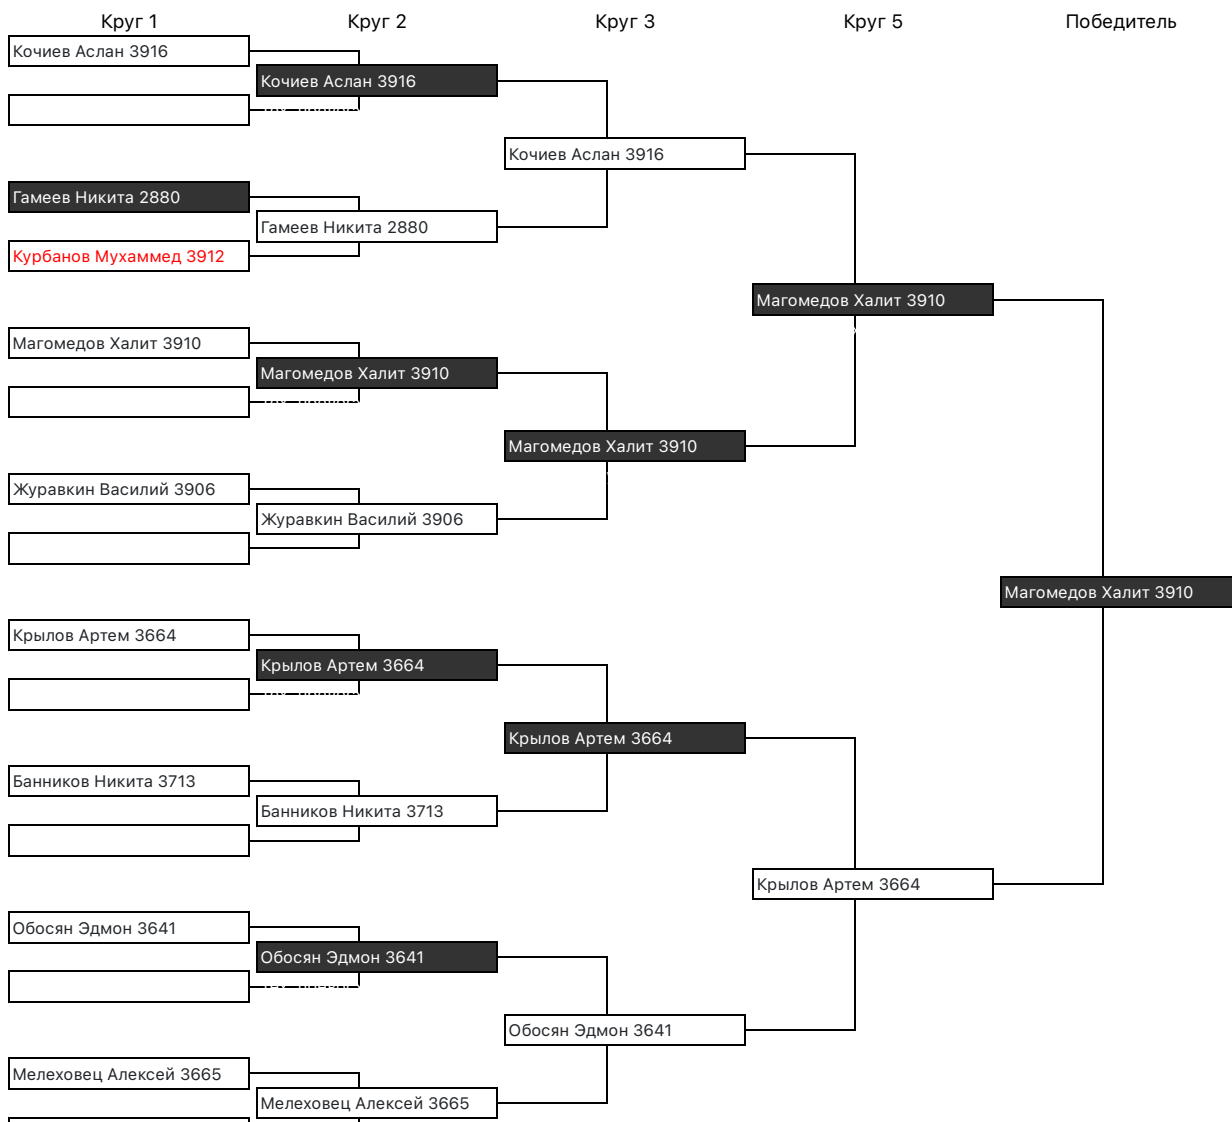 Круг 1
Круг 2
Круг 3
Круг 5
Победитель
Кочиев Аслан 3916
Кочиев Аслан 3916
Кочиев Аслан 3916
Гамеев Никита 2880
Гамеев Никита 2880
Курбанов Мухаммед 3912
Магомедов Халит 3910
Магомедов Халит 3910
Магомедов Халит 3910
Магомедов Халит 3910
Журавкин Василий 3906
Журавкин Василий 3906
Магомедов Халит 3910
Крылов Артем 3664
Крылов Артем 3664
Крылов Артем 3664
Банников Никита 3713
Банников Никита 3713
Крылов Артем 3664
Обосян Эдмон 3641
Обосян Эдмон 3641
Обосян Эдмон 3641
Мелеховец Алексей 3665
Мелеховец Алексей 3665